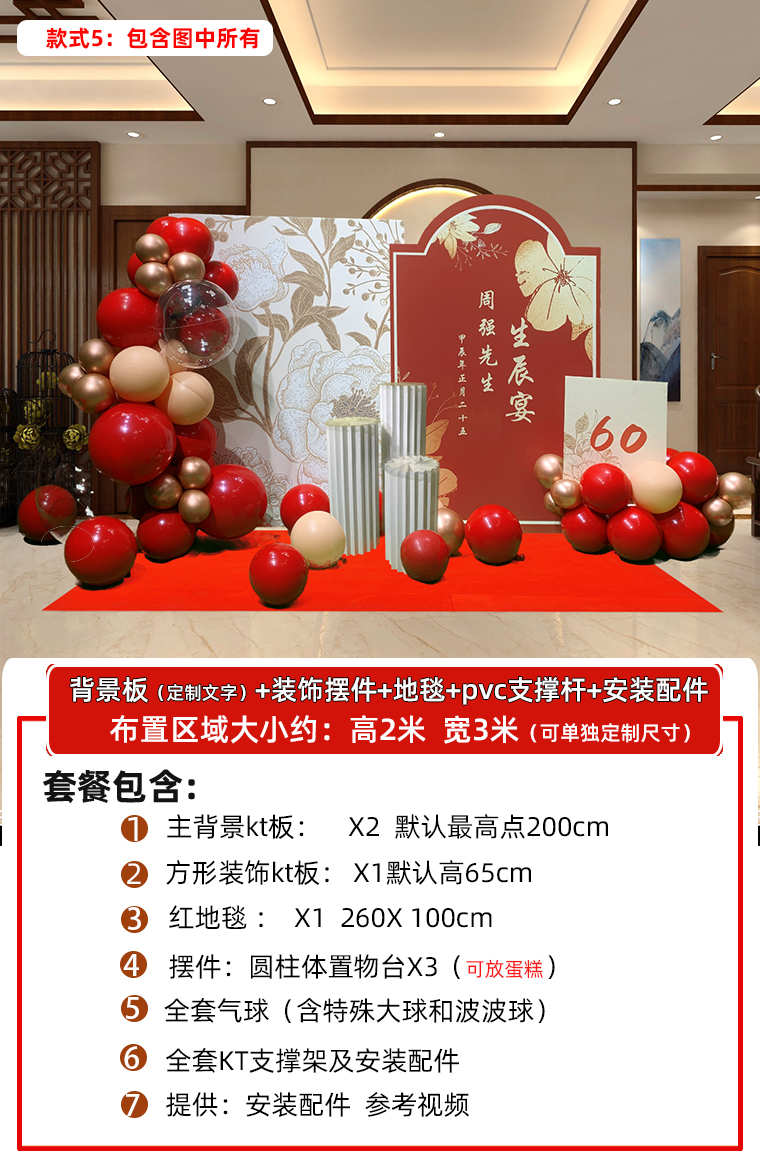 款式5：包含图中所有
周强先生
生辰宴
甲辰年正月二十五
60
背景板（定制文字）+装饰摆件+地毯+pvc支撑杆+安装配件
布置区域大小约：高2米 宽3米（可单独定制尺寸）
套餐包含：
1 主背景kt板： X2 默认最高点200cm
2 方形装饰kt板： X1默认高65cm
3 红地毯： X1 260X 100cm
4 摆件：圆柱体置物台X3（可放蛋糕）
5 全套气球（含特殊大球和波波球）
6 全套KT支撑架及安装配件
7 提供：安装配件 参考视频